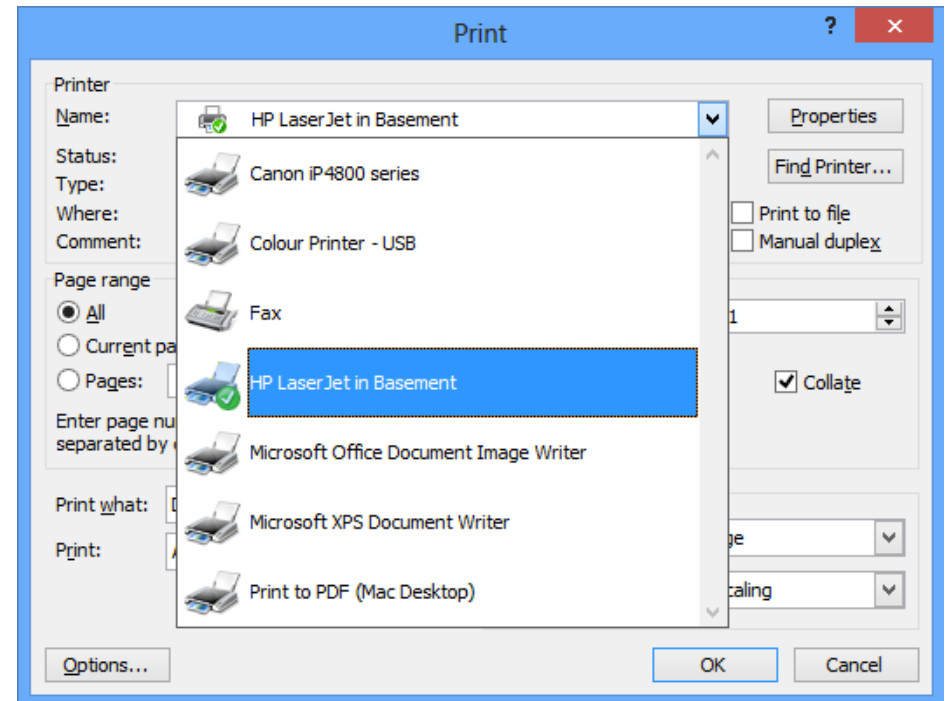 Print
?
Printer
Name:
HP LaserJet in Basement
Properties
Status:
Canon iP4800 series
Find Printer...
Type:
Where:
Print to file
Comment:
Colour Printer - USB
Manual duplex
Page range
All
Fax
1
Current pa
Pages:
HP LaserJet in Basement
Collate
Enter page nu
separated by
Microsoft Office Document Image Writer
Print what:
Microsoft XPS Document Writer
ge
Print:
Print to PDF (Mac Desktop)
caling
Options...
OK
Cancel